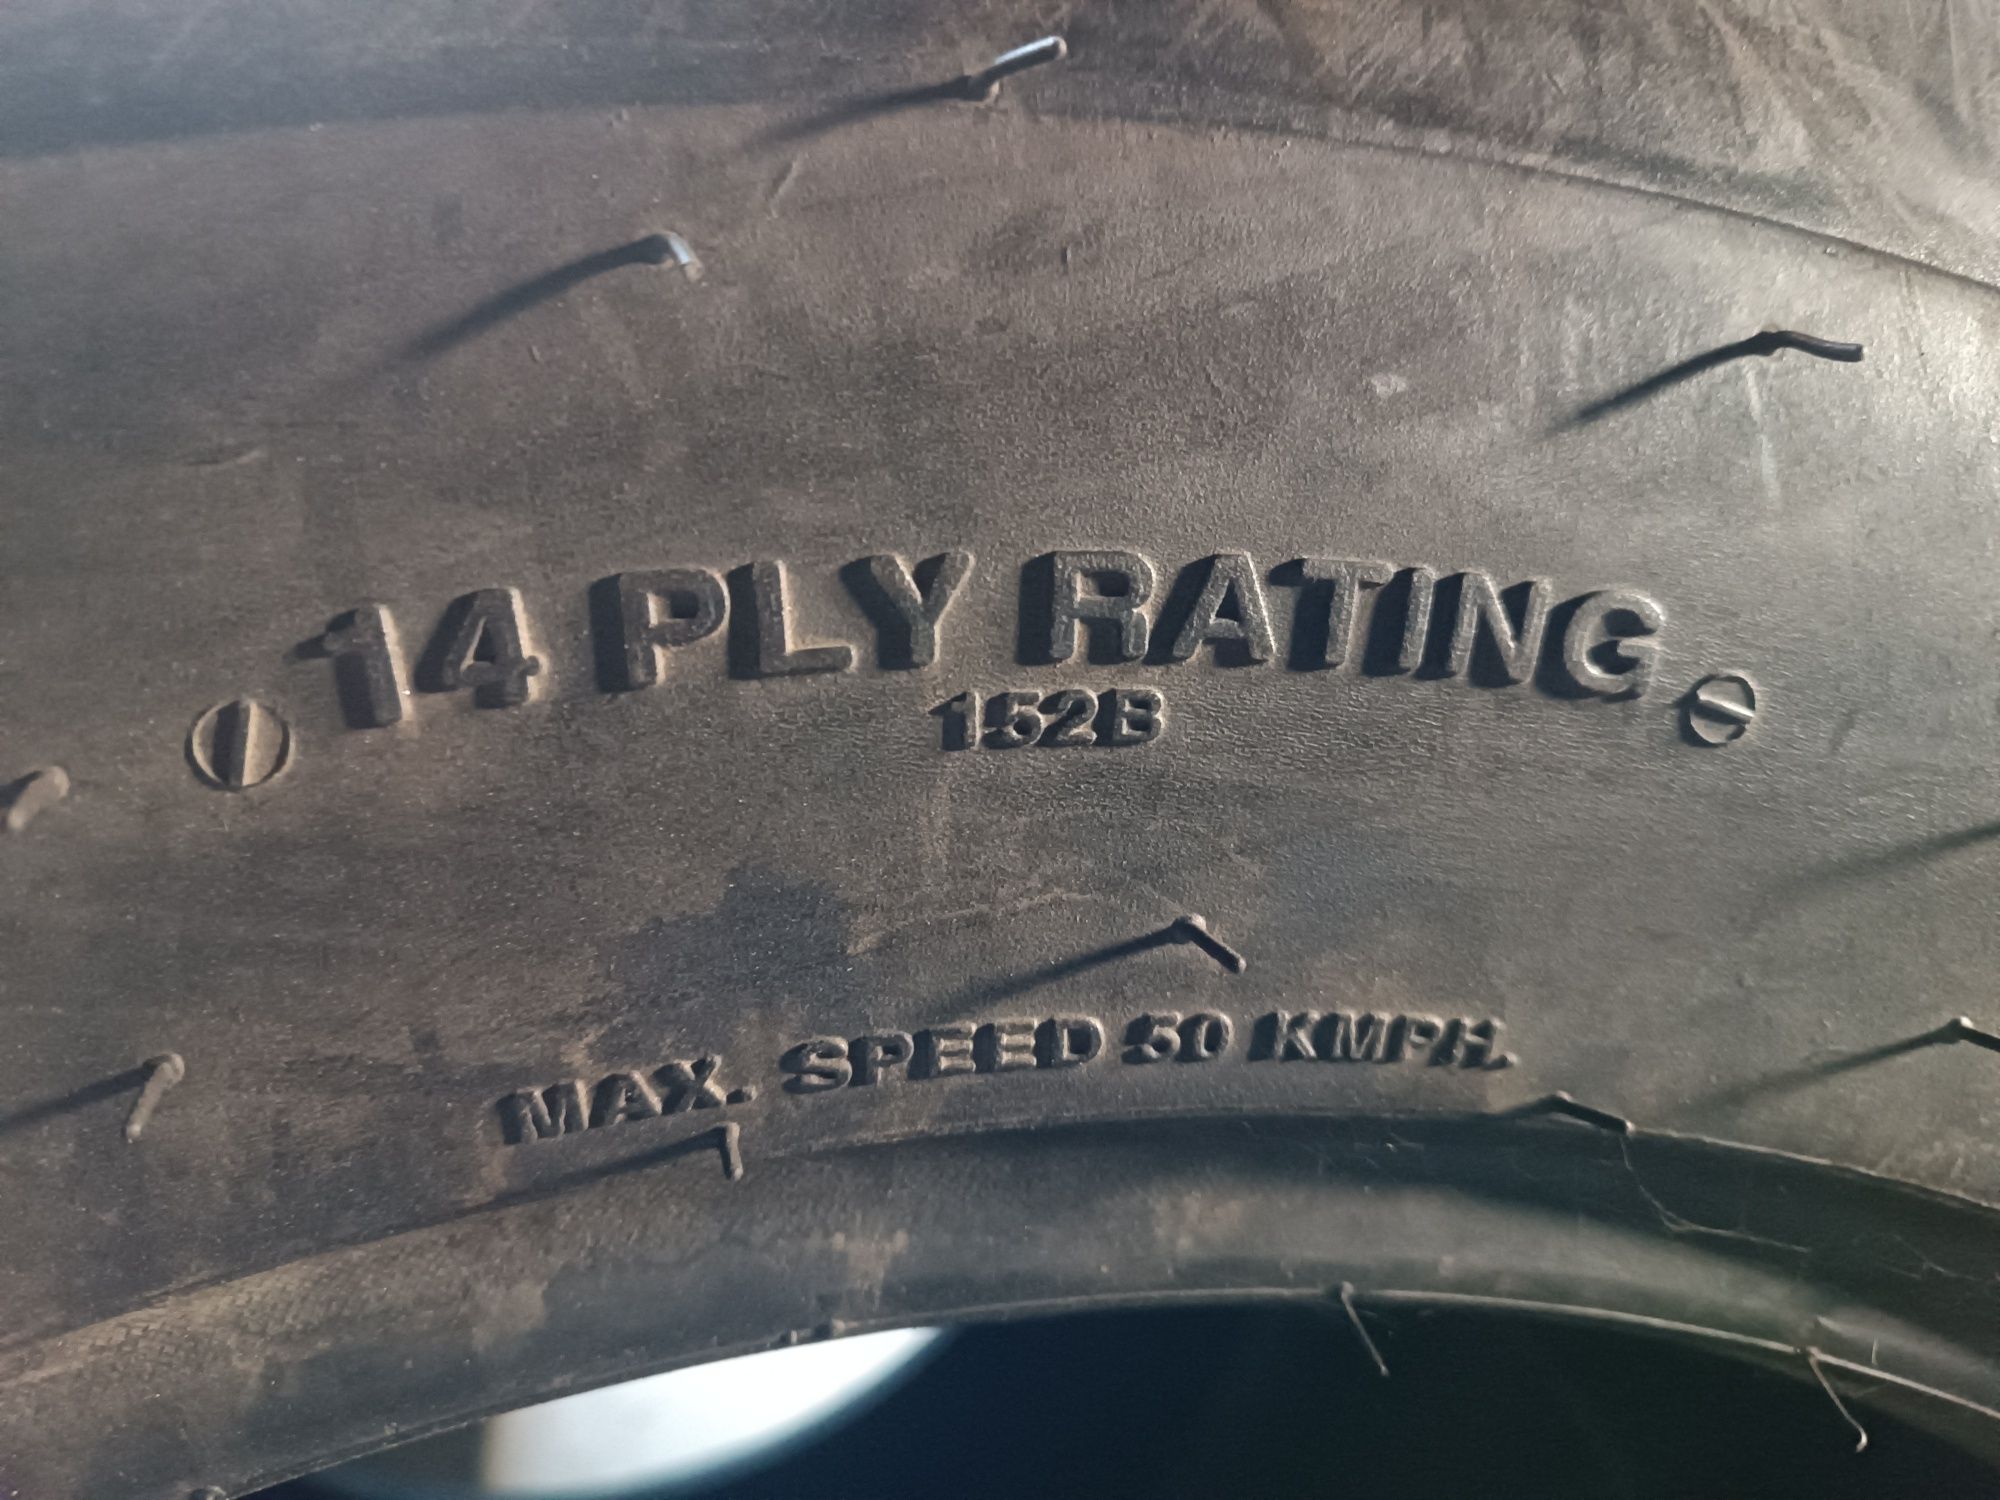 14 PLY RATING
152B
MAX. SPEED 50 KMPH.